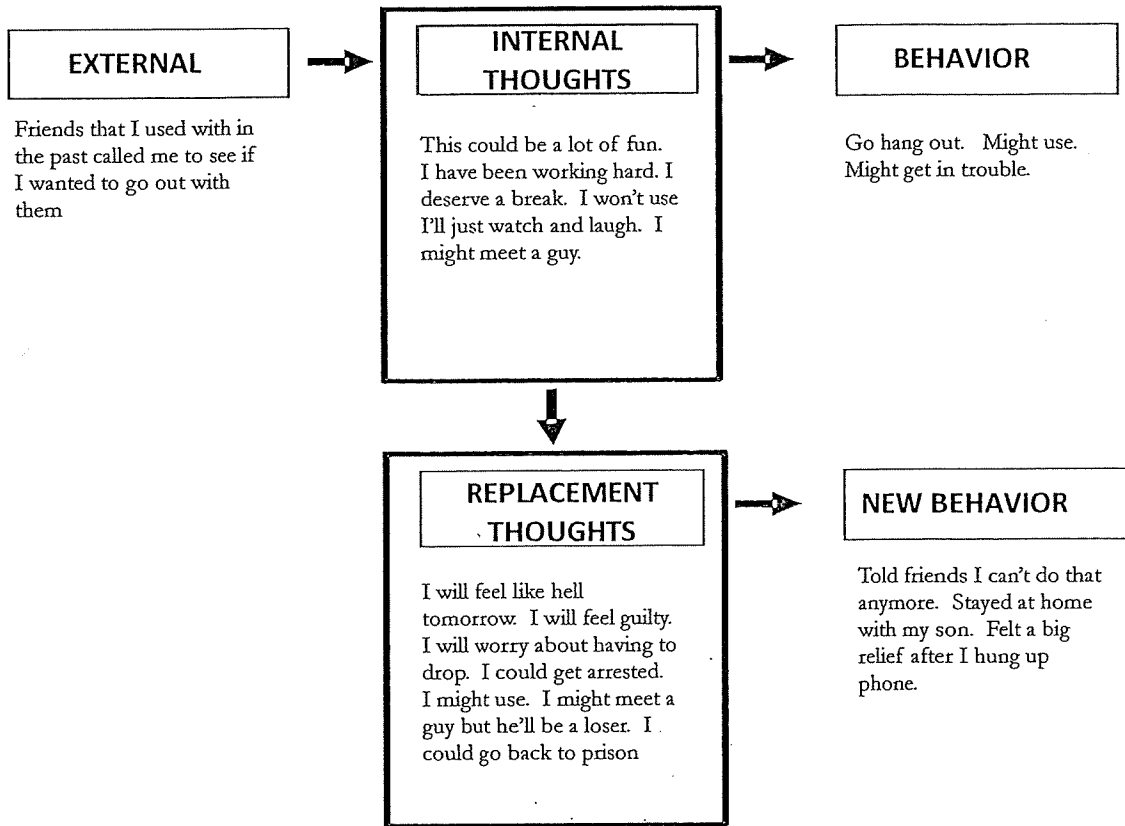 EXTERNAL
Friends that I used with in
the past called me to see if
I wanted to go out with
them
INTERNAL
THOUGHTS
This could be a lot of fun.
I have been working hard. I
deserve a break. I won't use
I'll just watch and laugh. I
might meet a guy.
BEHAVIOR
Go hang out. Might use.
Might get in trouble.
REPLACEMENT
THOUGHTS
I will feel like hell
tomorrow. I will feel guilty.
I will worry about having to
drop. I could get arrested.
I might use. I might meet a
guy but he'll be a loser. I
could go back to prison
NEW BEHAVIOR
Told friends I can't do that
anymore. Stayed at home
with my son. Felt a big
relief after I hung up
phone.